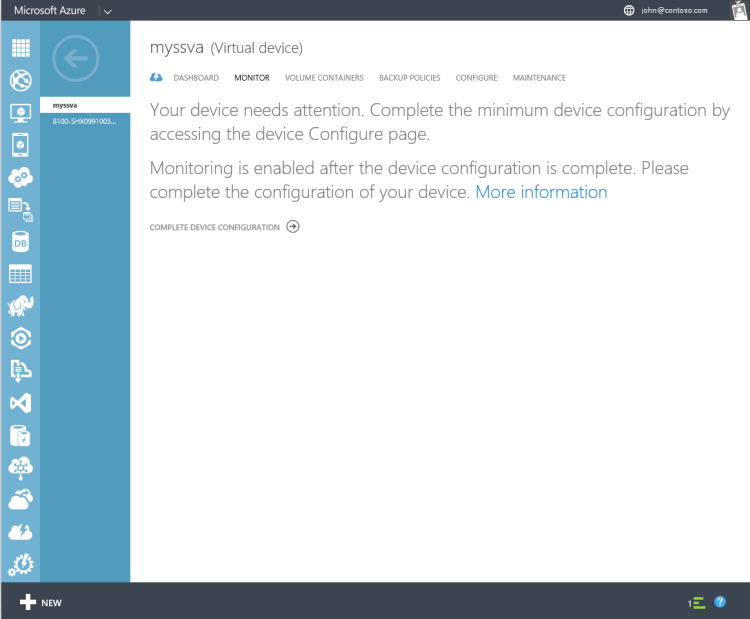 Microsoft Azure
john@contoso.com
myssva
8100-SHX0991003...
myssva (Virtual device)
DASHBOARD MONITOR VOLUME CONTAINERS BACKUP POLICIES CONFIGURE MAINTENANCE
Your device needs attention. Complete the minimum device configuration by
accessing the device Configure page.
Monitoring is enabled after the device configuration is complete. Please
complete the configuration of your device. More information
COMPLETE DEVICE CONFIGURATION
DB
NEW
1
?